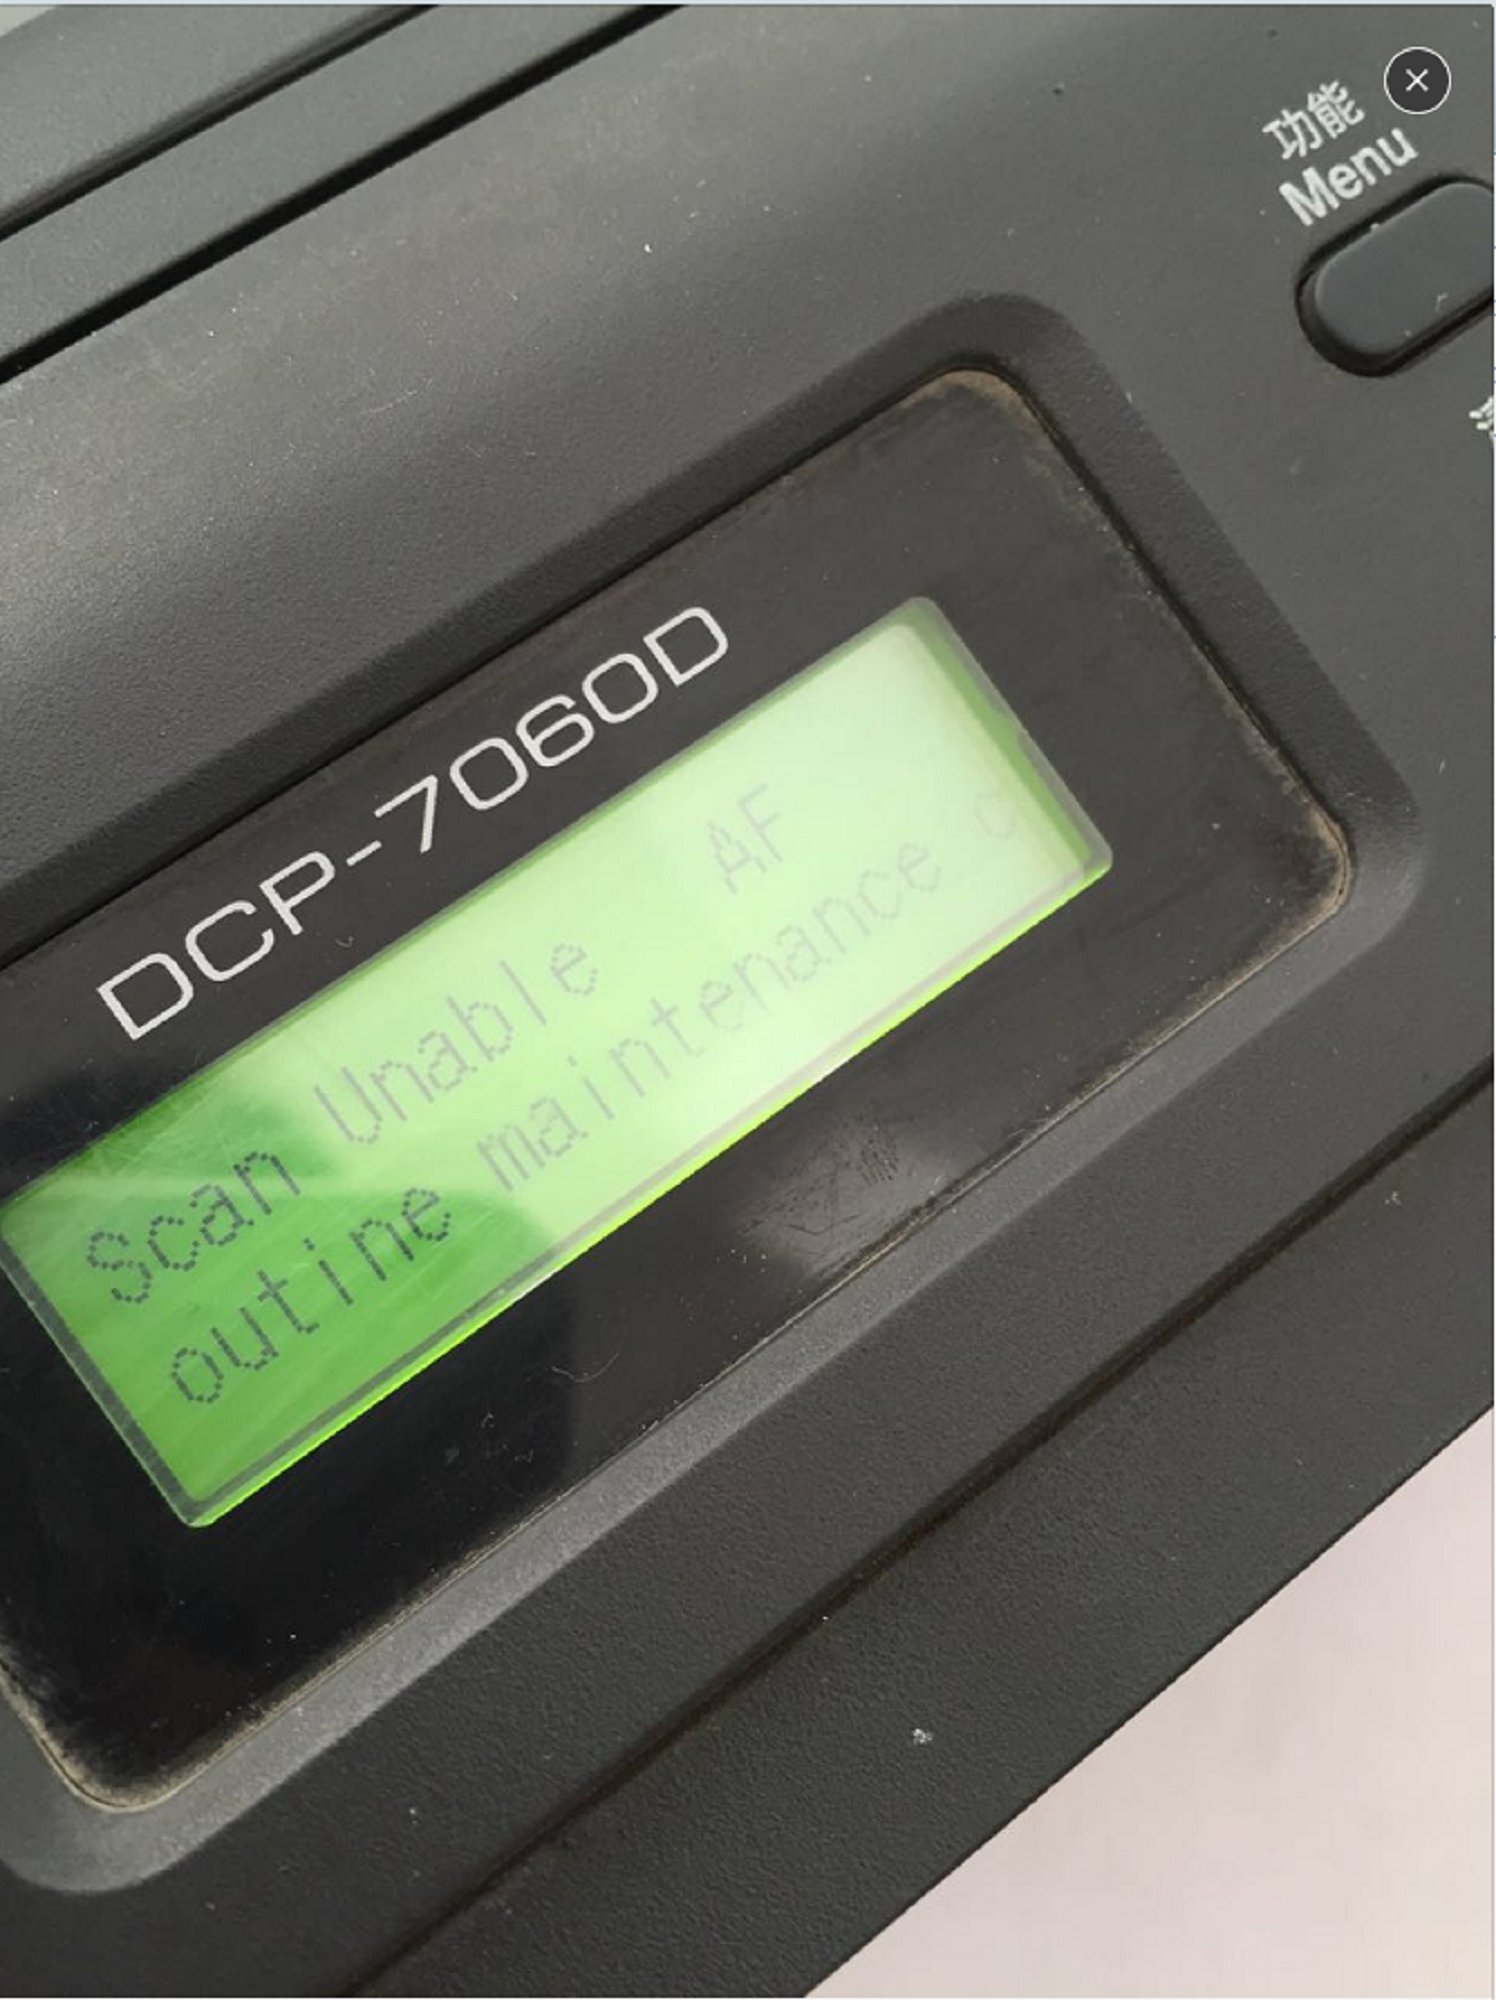 功能
Menu
DCP-7060D
Scan Unable AF
outine maintenance c